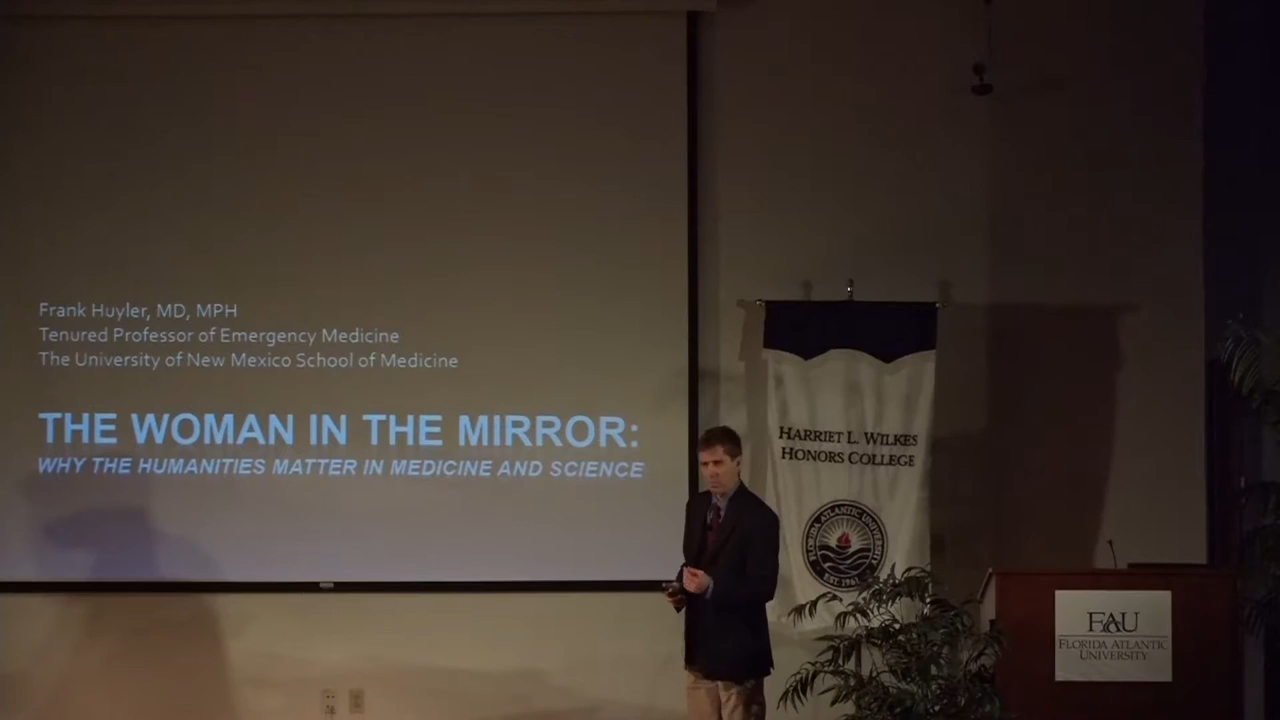 Frank Huyler, MD, MPH
Tenured Professor of Emergency Medicine
The University of New Mexico School of Medicine
THE WOMAN IN THE MIRROR:
WHY THE HUMANITIES MATTER IN MEDICINE AND SCIENCE
HARRIET L. WILKES
HONORS COLLEGE
FLORIDA ATLANTIC UNIVERSITY
EST. 1961
FAU
FLORIDA ATLANTIC
UNIVERSITY